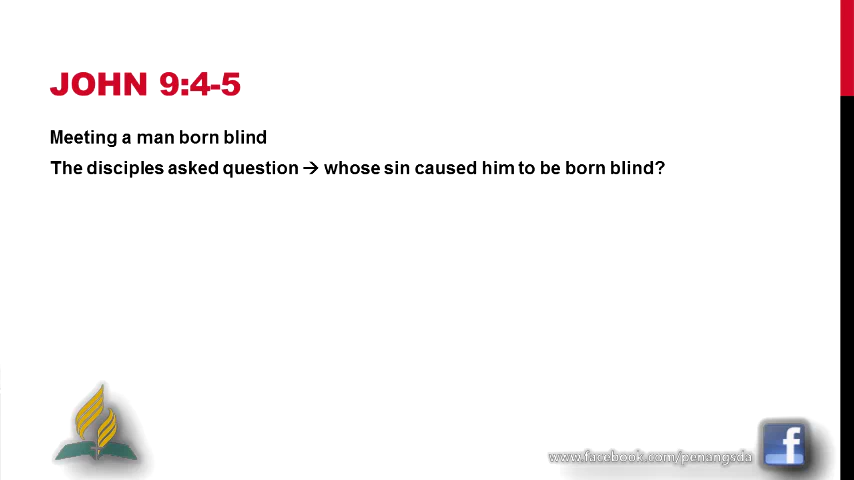 JOHN 9:4-5
Meeting a man born blind
The disciples asked question → whose sin caused him to be born blind?
www.facebook.com/penangsda
f